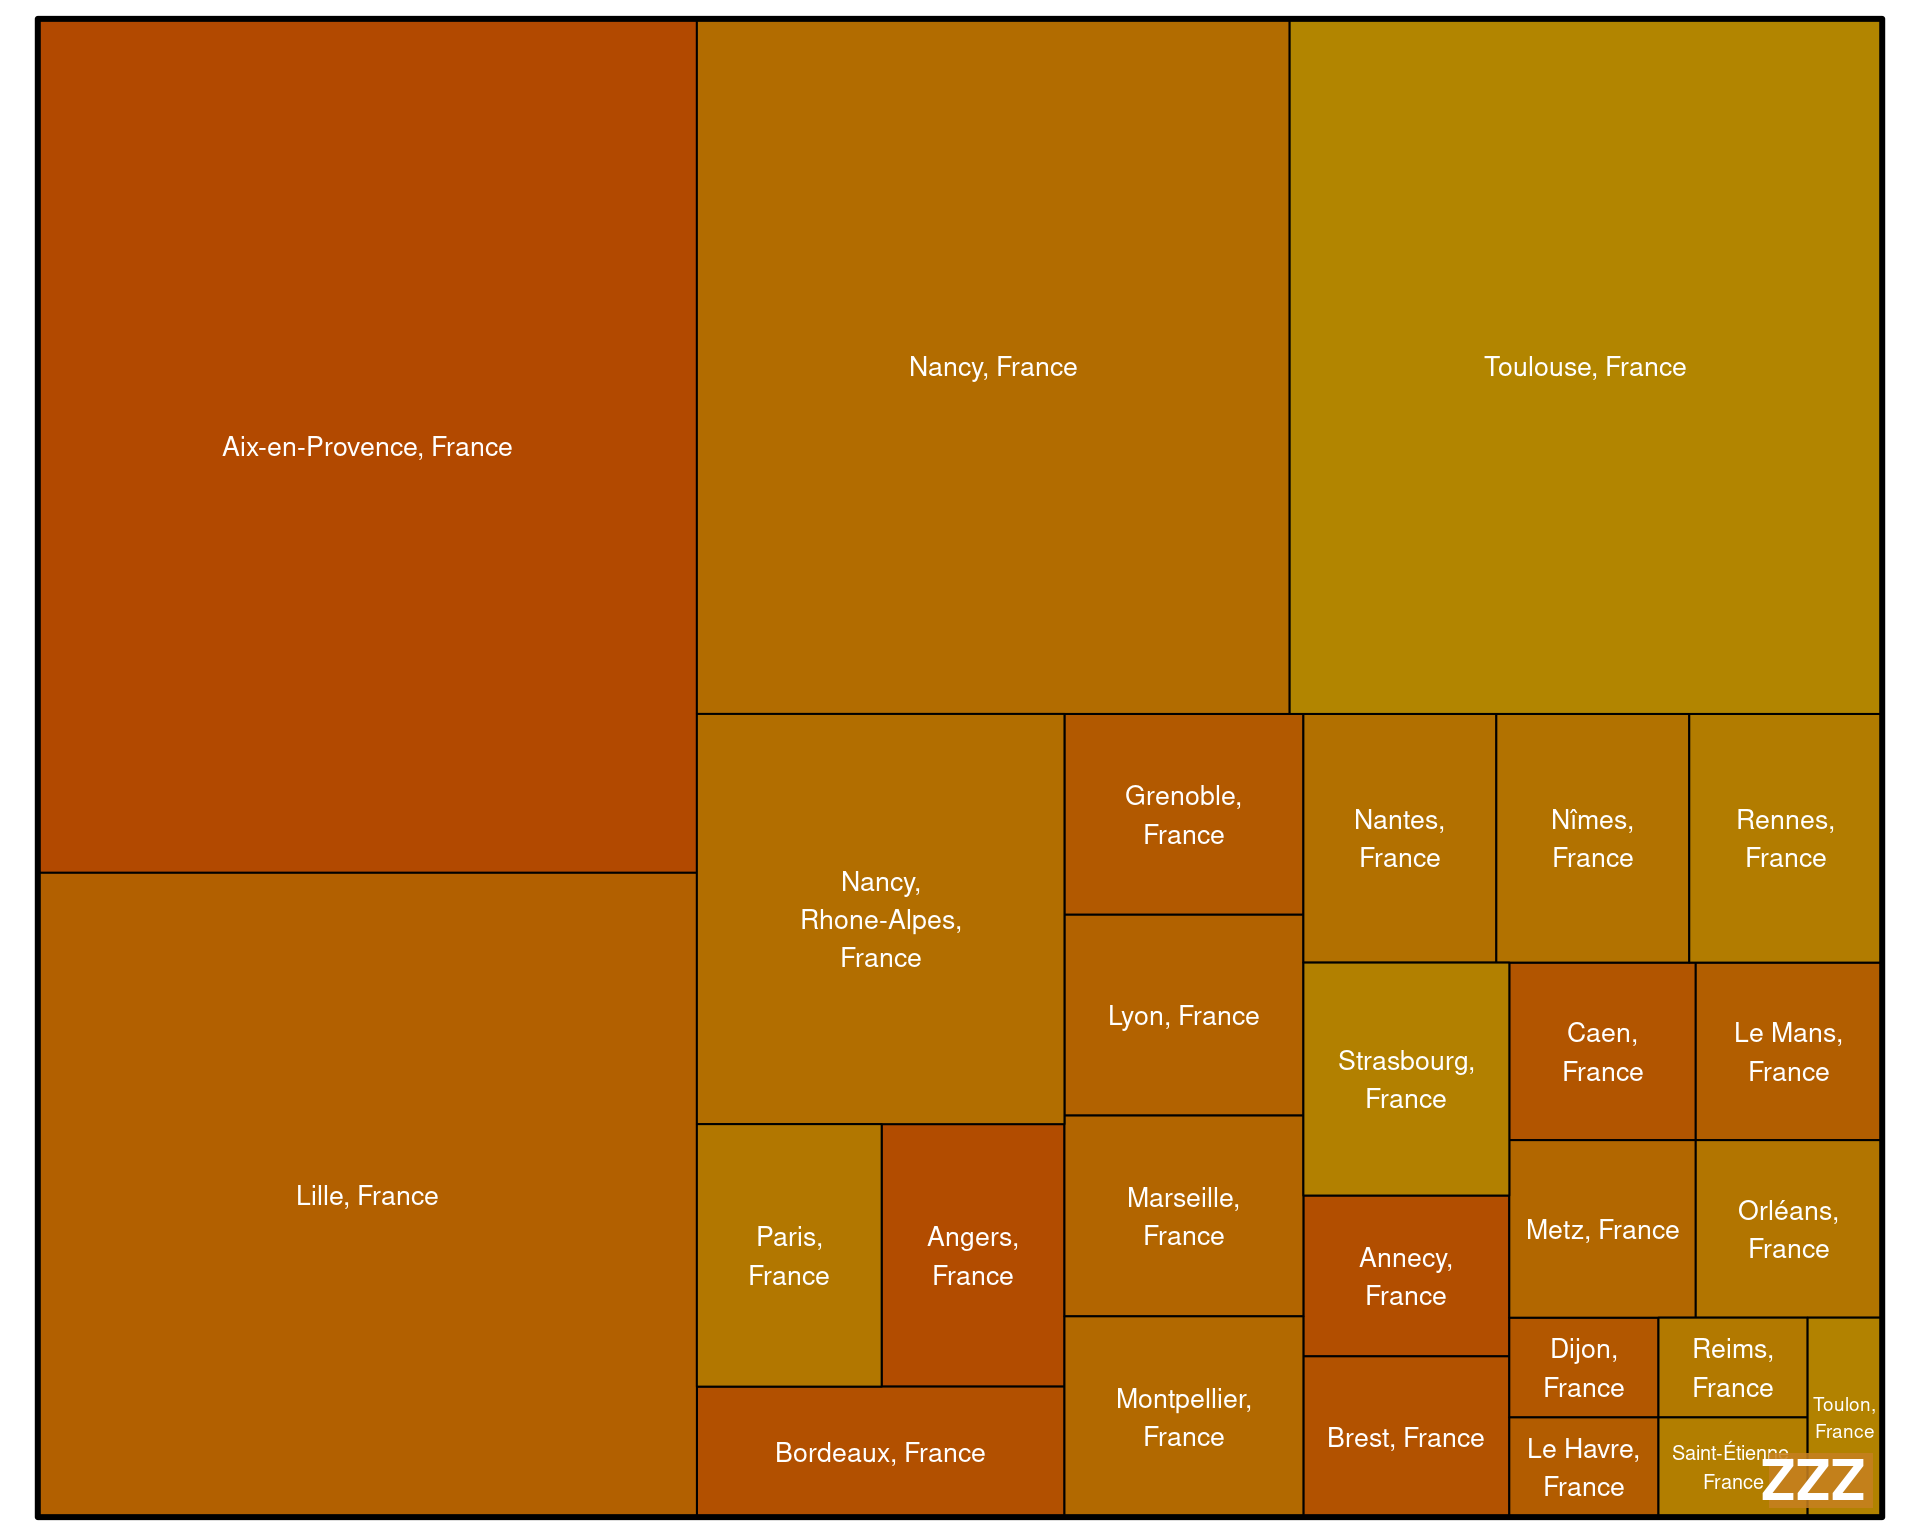 Aix-en-Provence, France
Nancy, France
Toulouse, France
Lille, France
Nancy,
Rhone-Alpes,
France
Grenoble,
France
Lyon, France
Marseille,
France
Montpellier,
France
Paris,
France
Angers,
France
Bordeaux, France
Nantes,
France
Nîmes,
France
Rennes,
France
Strasbourg,
France
Annecy,
France
Brest, France
Caen,
France
Le Mans,
France
Metz, France
Orléans,
France
Dijon,
France
Reims,
France
Le Havre,
France
Saint-Étienne,
France
Toulon,
France
ZZZ